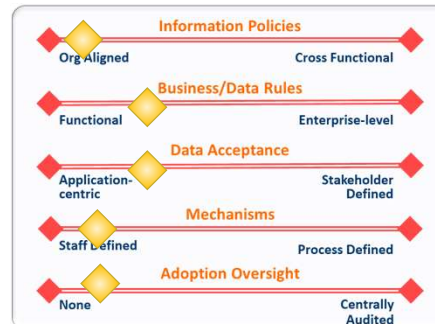 Information Policies
Org Aligned Cross Functional
Business/Data Rules
Functional Enterprise-level
Data Acceptance
Application- Stakeholder
centric Defined
Mechanisms
Staff Defined Process Defined
Adoption Oversight
None Centrally
Audited